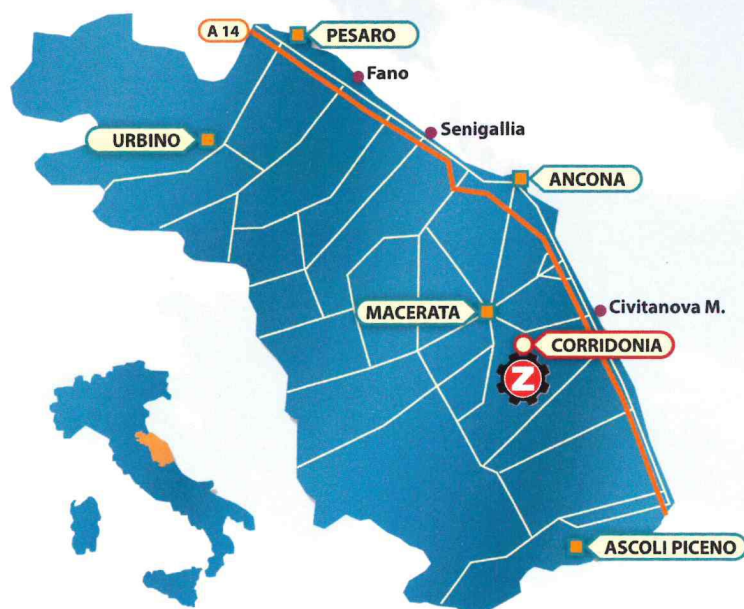 A 14
PESARO
Fano
URBINO
Senigallia
ANCONA
MACERATA
Civitanova M.
CORRIDONIA
Z
ASCOLI PICENO